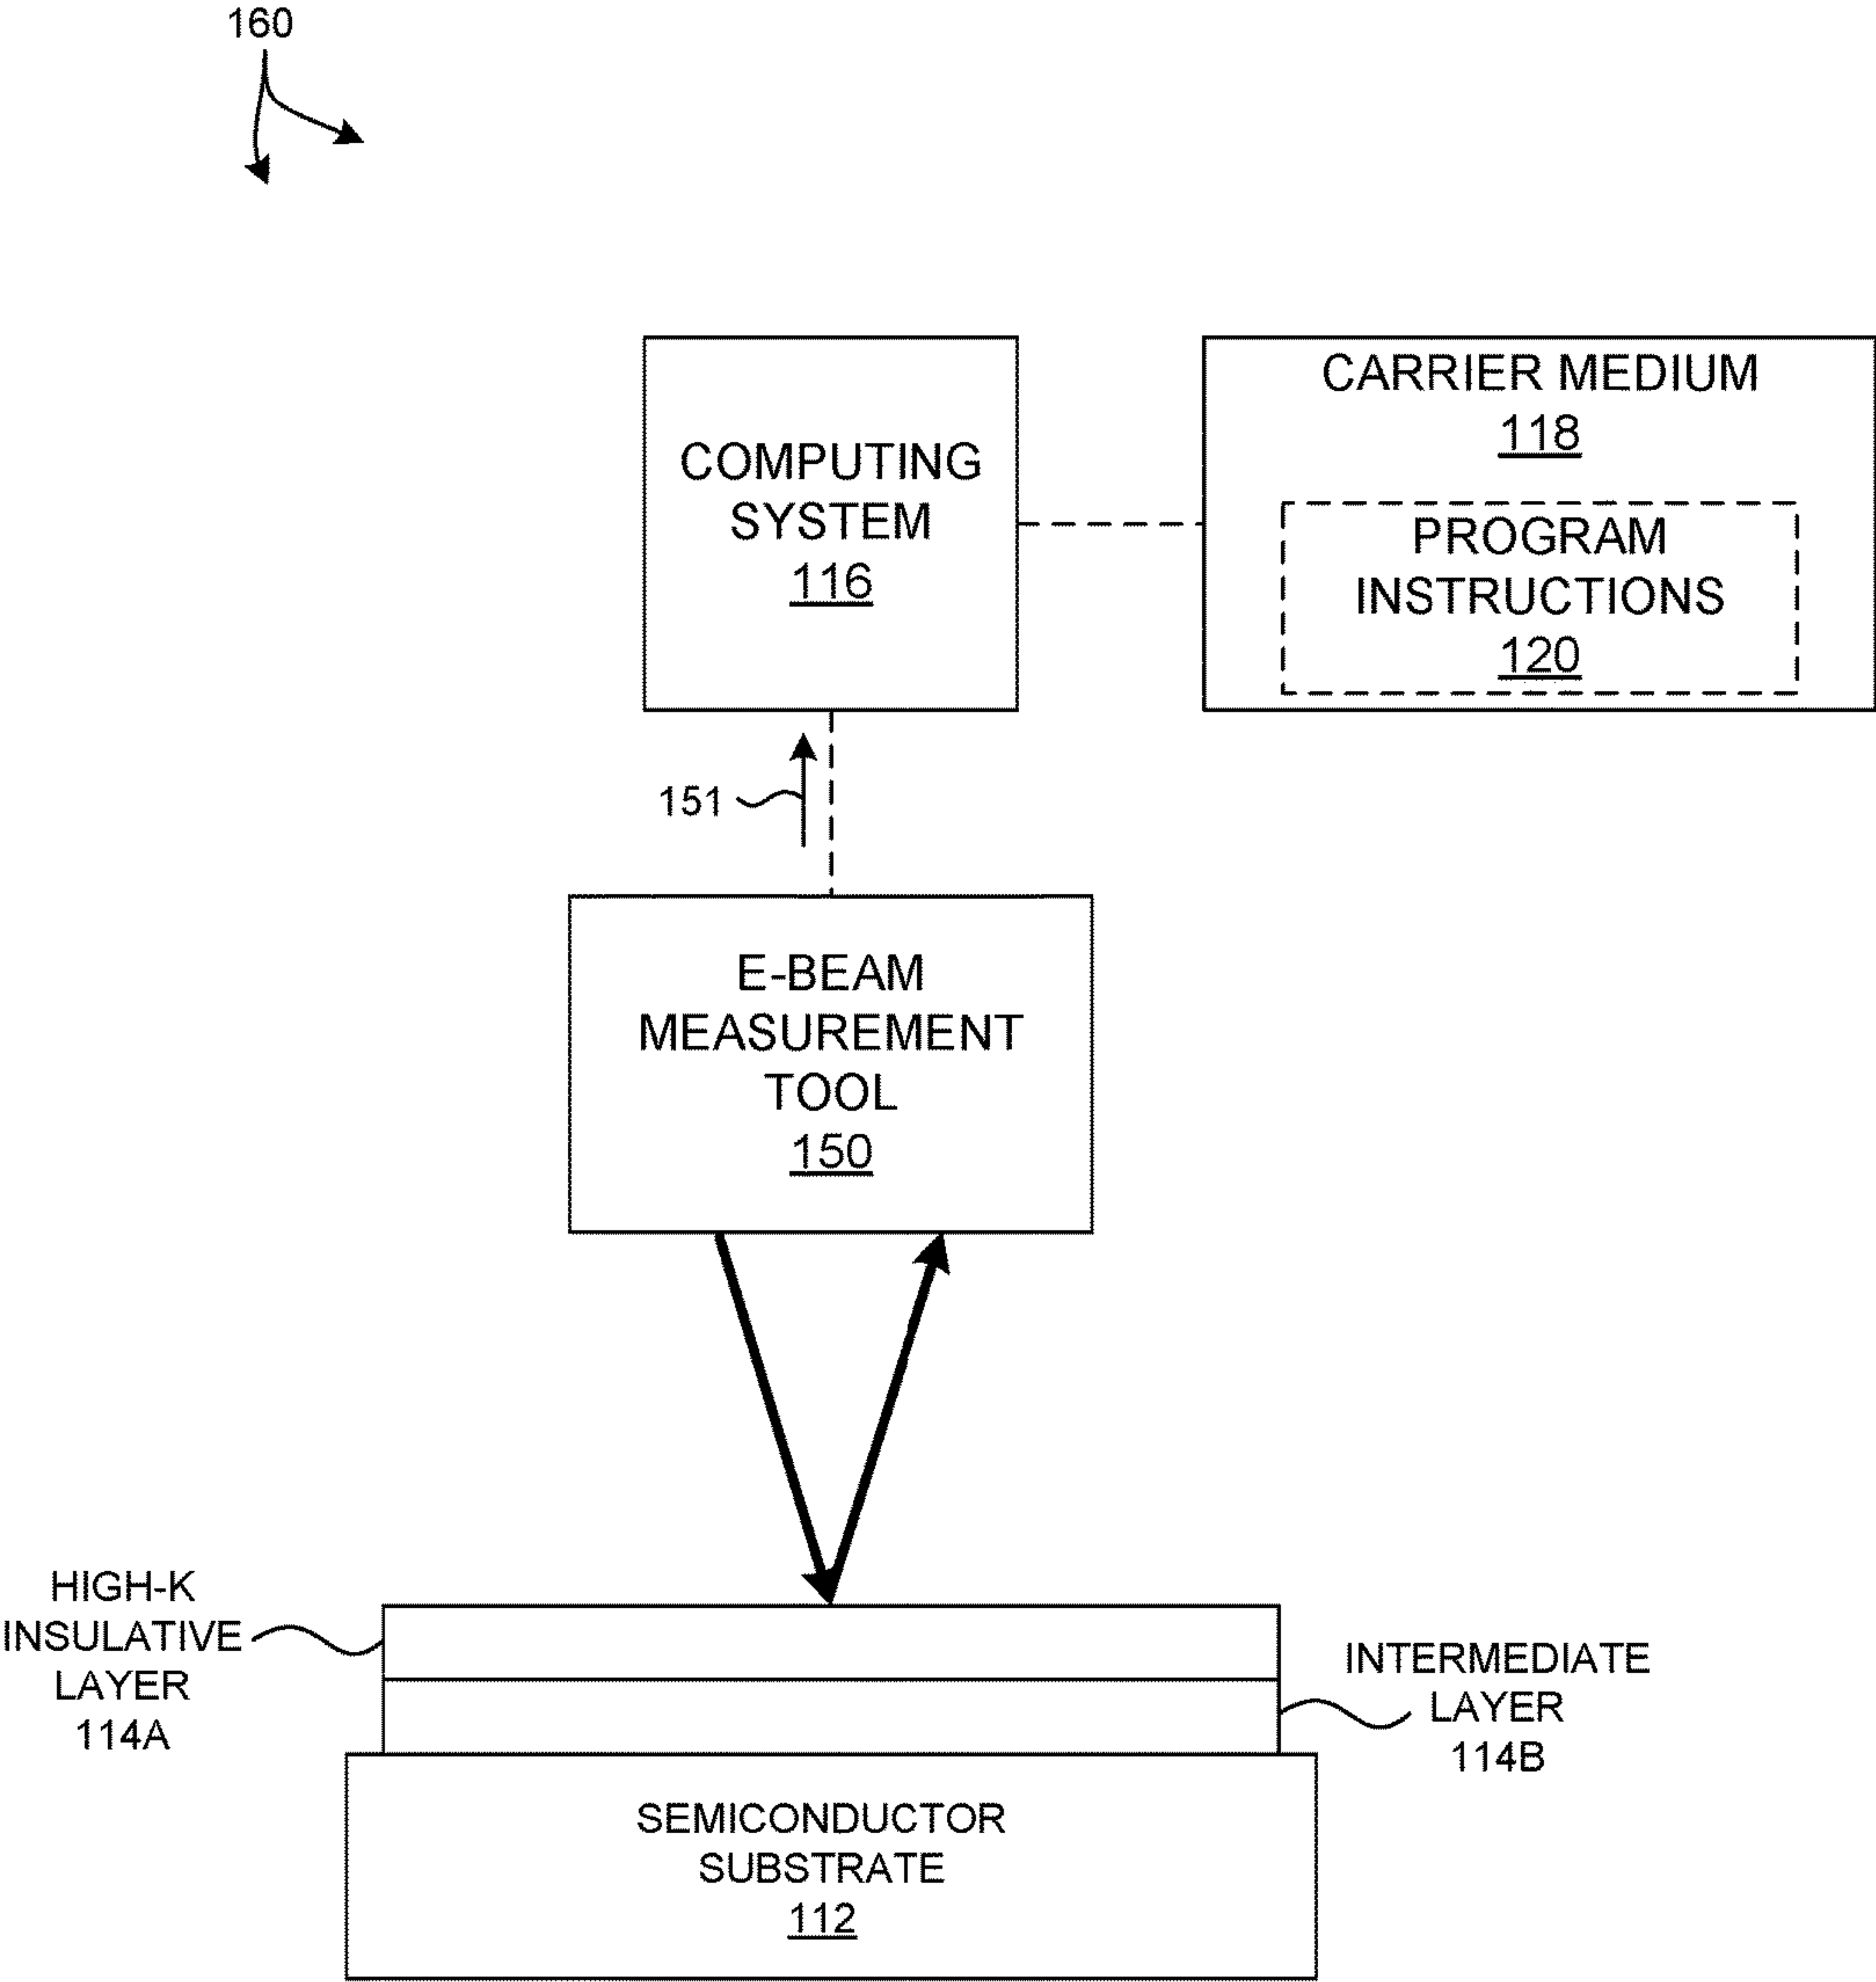 160
COMPUTING
SYSTEM
116
CARRIER MEDIUM
118
PROGRAM
INSTRUCTIONS
120
151
E-BEAM
MEASUREMENT
TOOL
150
HIGH-K
INSULATIVE
LAYER
114A
INTERMEDIATE
LAYER
114B
SEMICONDUCTOR
SUBSTRATE
112